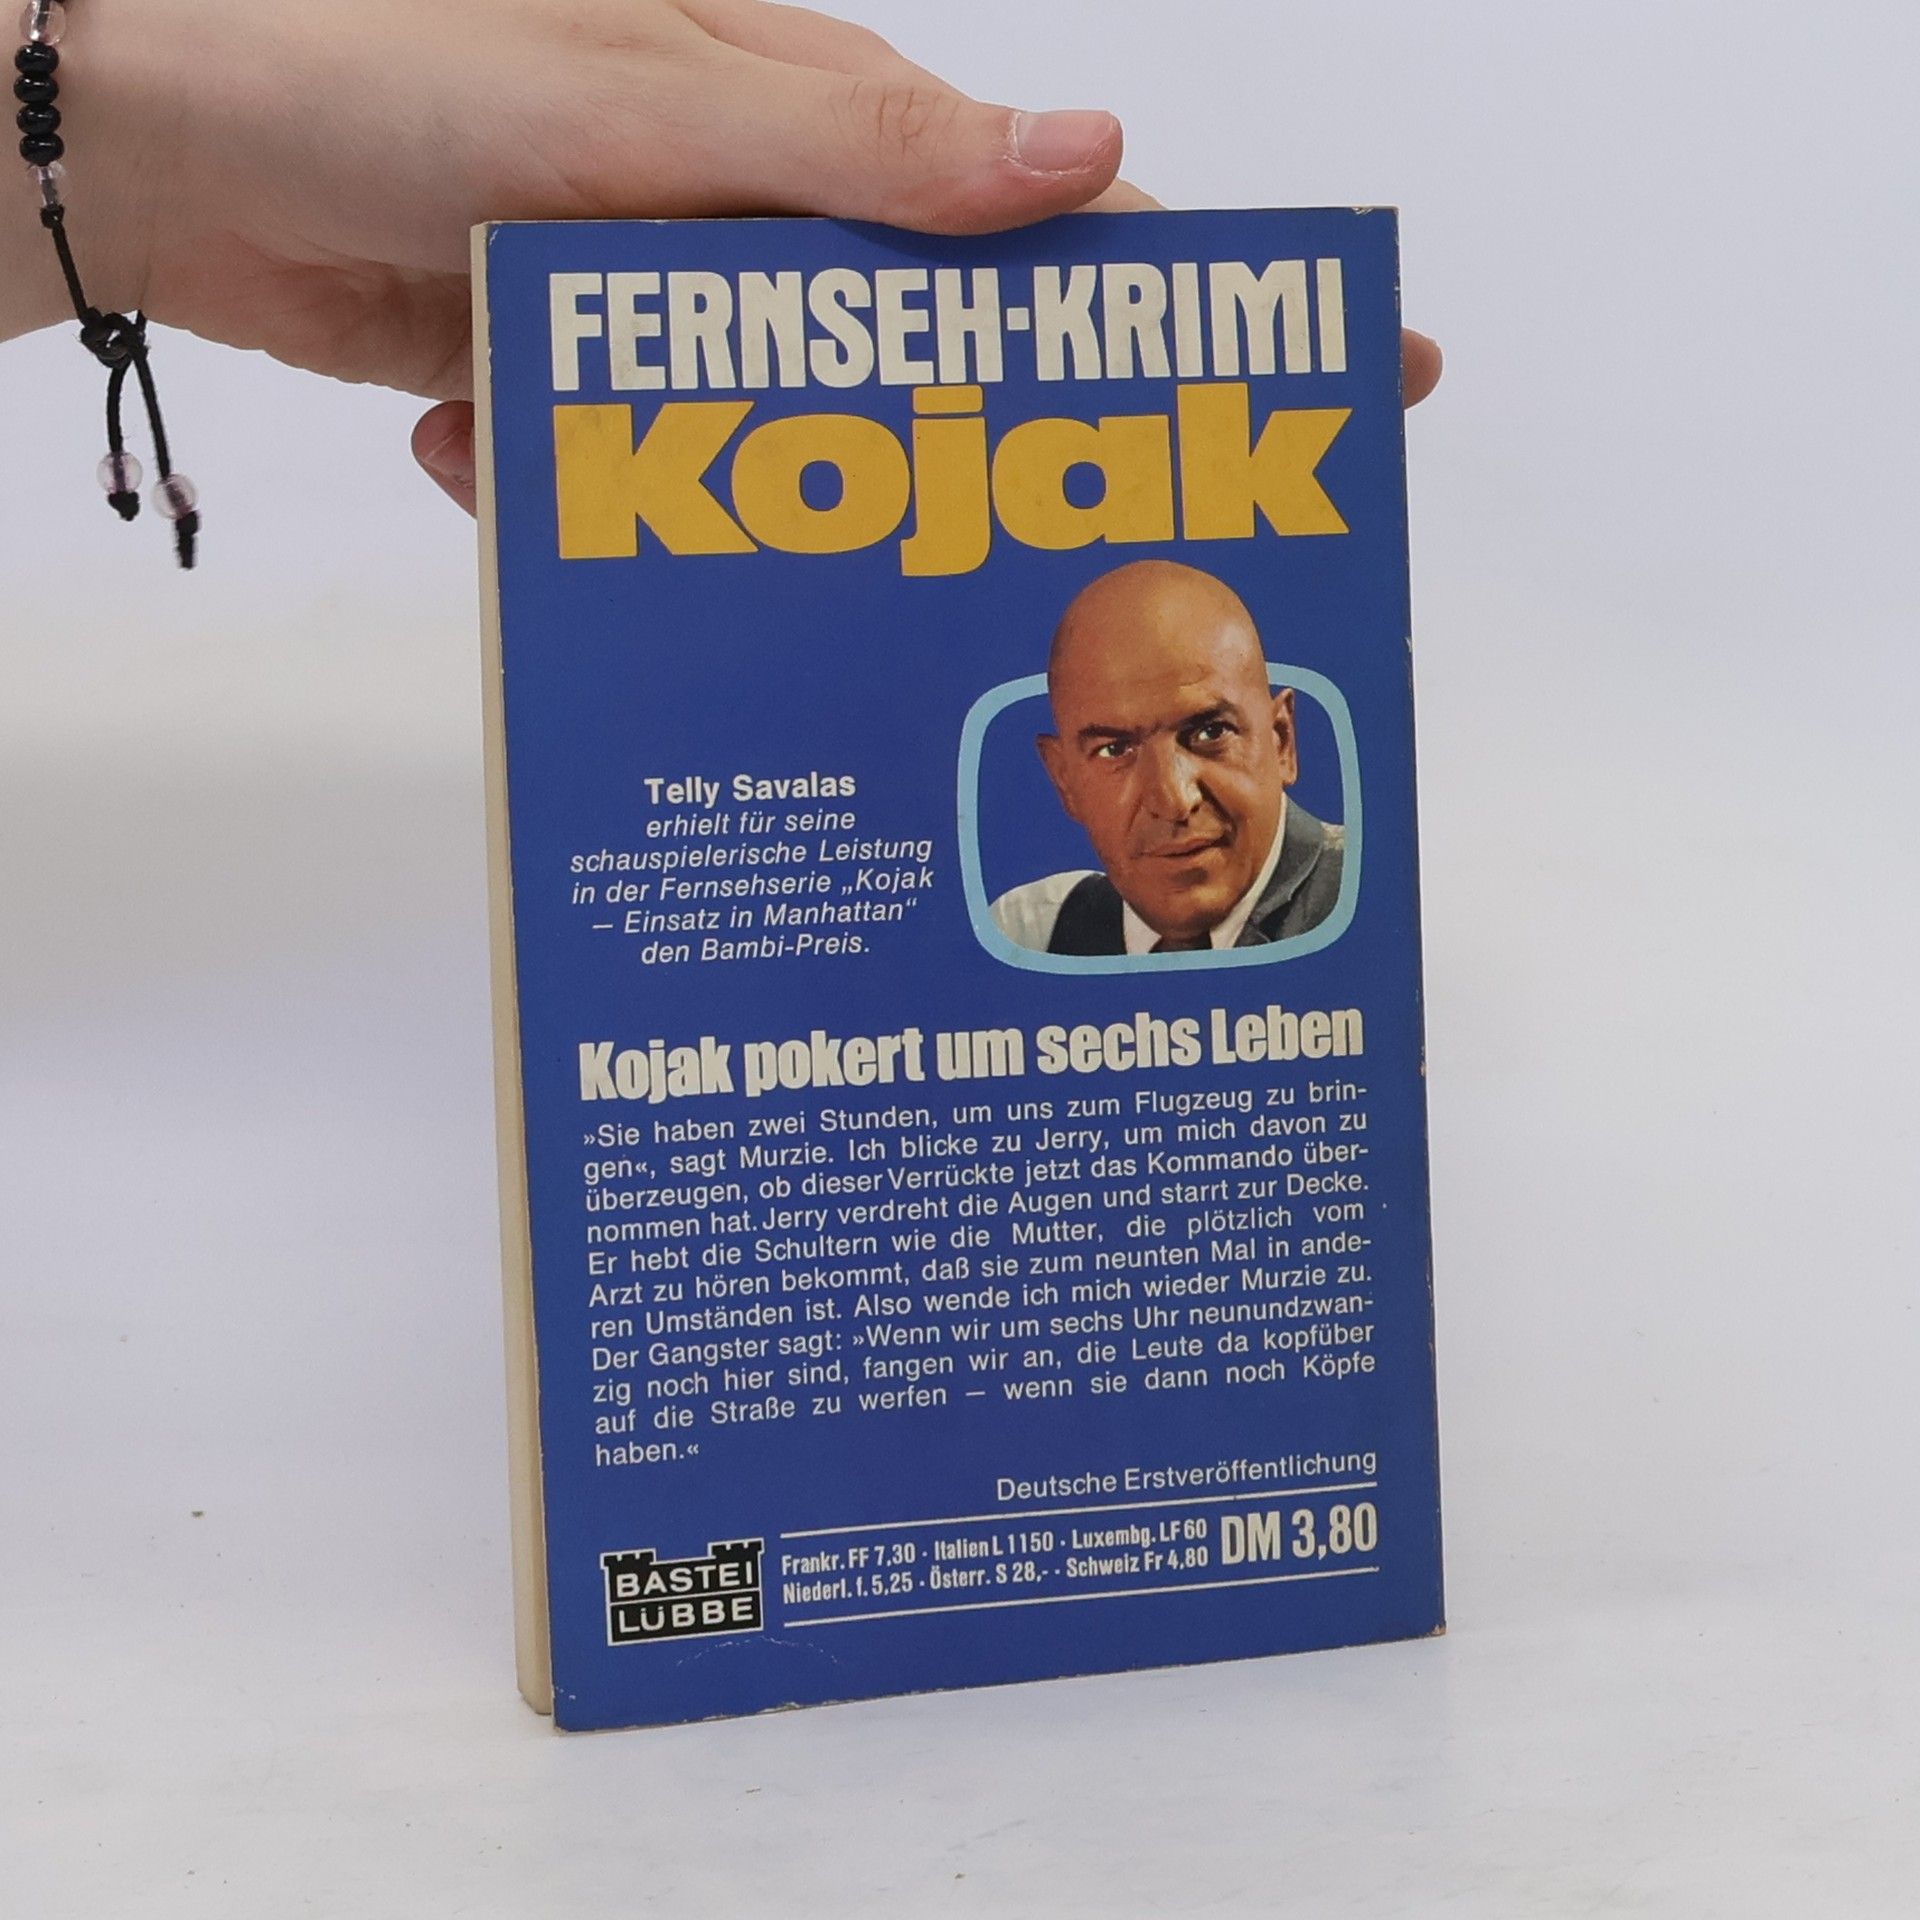 FERNSEH-KRIMI
Kojak
Telly Savalas
erhielt für seine
schauspielerische Leistung
in der Fernsehserie „Kojak
– Einsatz in Manhattan“
den Bambi-Preis.
Kojak pokert um sechs Leben
»Sie haben zwei Stunden, um uns zum Flugzeug zu brin-
gen«, sagt Murzie. Ich blicke zu Jerry, um mich davon zu
überzeugen, ob dieser Verrückte jetzt das Kommando über-
nommen hat. Jerry verdreht die Augen und starrt zur Decke.
Er hebt die Schultern wie die Mutter, die plötzlich vom
Arzt zu hören bekommt, daß sie zum neunten Mal in ande-
ren Umständen ist. Also wende ich mich wieder Murzie zu.
Der Gangster sagt: »Wenn wir um sechs Uhr neunundzwan-
zig noch hier sind, fangen wir an, die Leute da kopfüber
auf die Straße zu werfen – wenn sie dann noch Köpfe
haben.«
Deutsche Erstveröffentlichung
BASTEI
LÜBBE
Frankr. FF 7,30 · Italien L 1150 · Luxembg. LF 60
Niederl. f. 5,25 · Österr. S 28,- · Schweiz Fr 4,80
DM 3,80